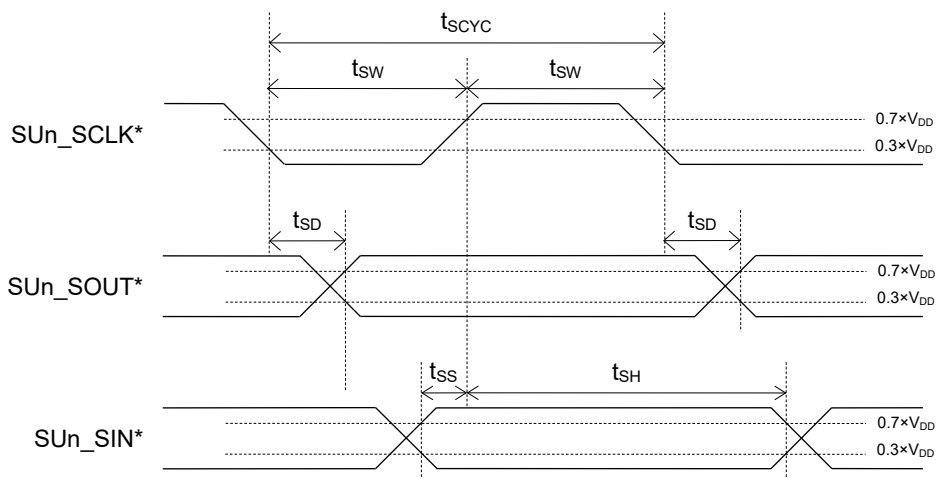 tSCYC
tSW tSW
SUn_SCLK*
0.7×VDD
0.3×VDD
tSD tSD
SUn_SOUT*
0.7×VDD
0.3×VDD
tSS tSH
SUn_SIN*
0.7×VDD
0.3×VDD